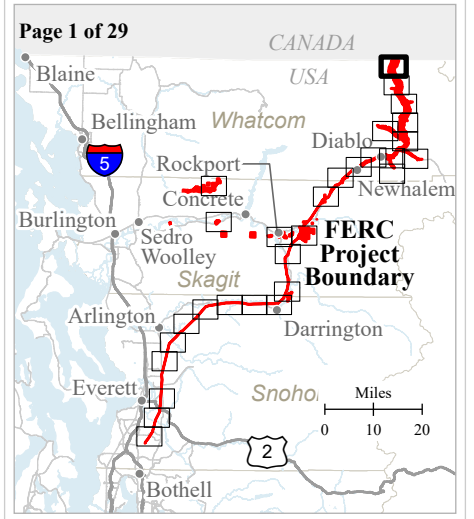 Page 1 of 29
CANADA
USA
Blaine
Bellingham
Whatcom
5
Diablo
Rockport
Newhalem
Concrete
Burlington
Sedro
Woolley
FERC
Project
Boundary
Skagit
Arlington
Darrington
Everett
Snohoı
Miles
0 10 20
2
Bothell